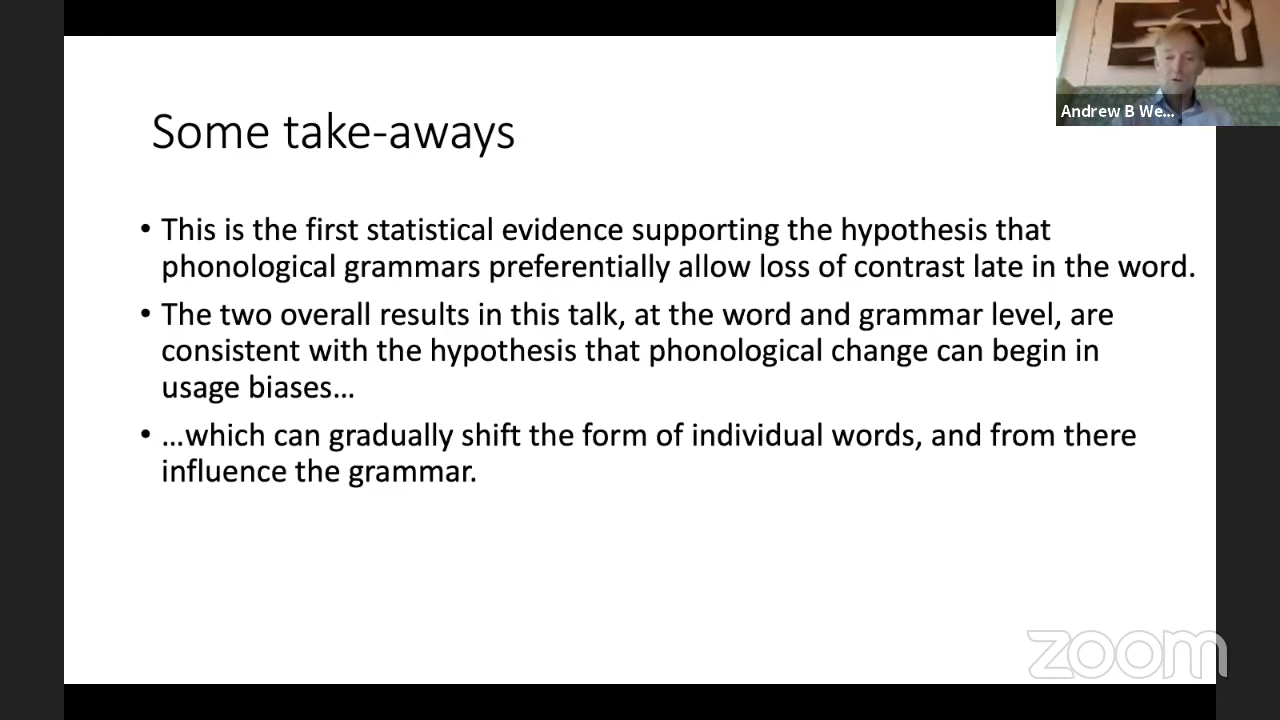 Some take-aways
Andrew B We...
• This is the first statistical evidence supporting the hypothesis that
phonological grammars preferentially allow loss of contrast late in the word.
• The two overall results in this talk, at the word and grammar level, are
consistent with the hypothesis that phonological change can begin in
usage biases…
• …which can gradually shift the form of individual words, and from there
influence the grammar.
zoom